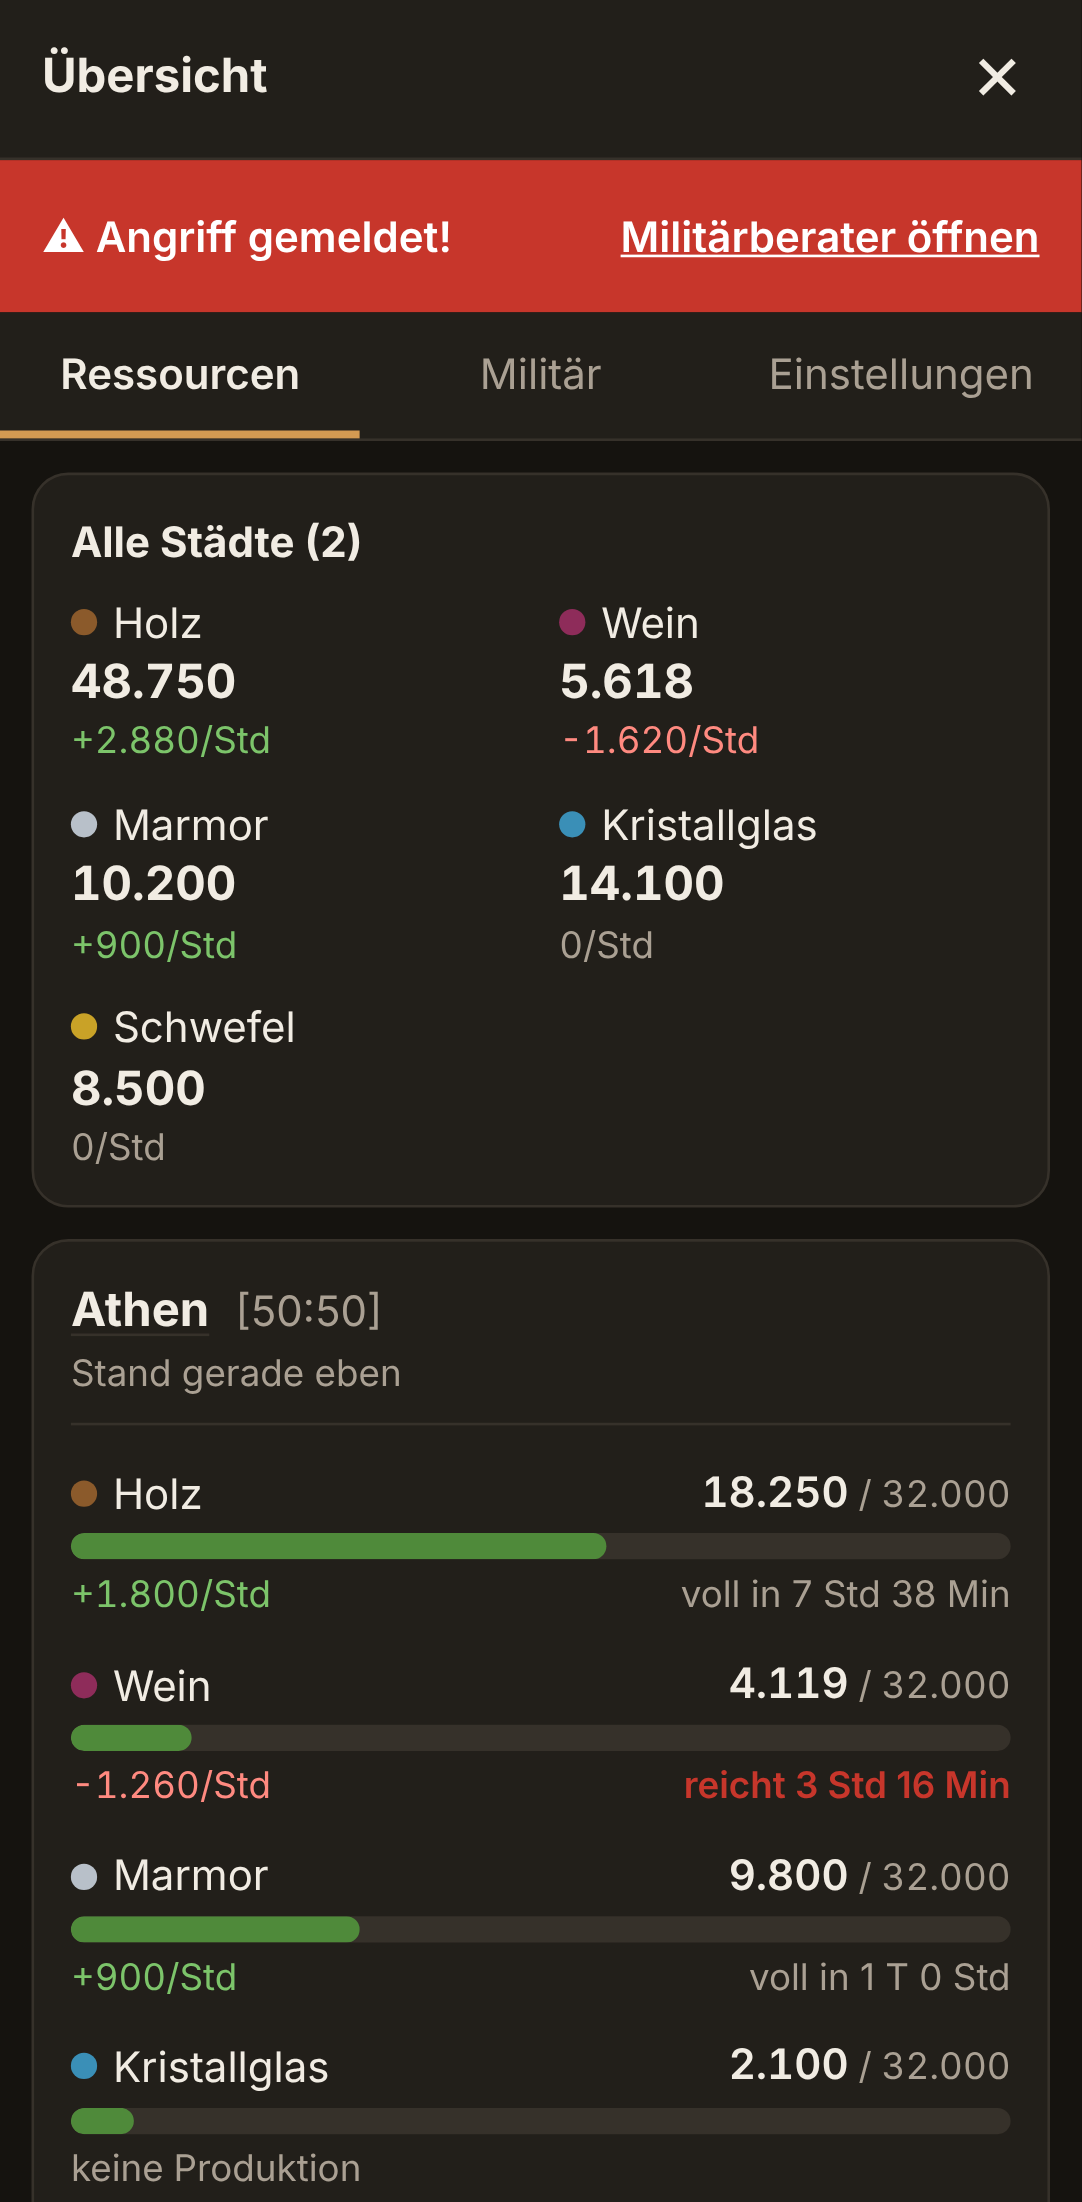 Übersicht
⚠ Angriff gemeldet! Militärberater öffnen
Ressourcen Militär Einstellungen
Alle Städte (2)
Holz Wein
48.750 5.618
+2.880/Std -1.620/Std
Marmor Kristallglas
10.200 14.100
+900/Std 0/Std
Schwefel
8.500
0/Std
Athen [50:50]
Stand gerade eben
Holz 18.250 / 32.000
+1.800/Std voll in 7 Std 38 Min
Wein 4.119 / 32.000
-1.260/Std reicht 3 Std 16 Min
Marmor 9.800 / 32.000
+900/Std voll in 1 T 0 Std
Kristallglas 2.100 / 32.000
keine Produktion